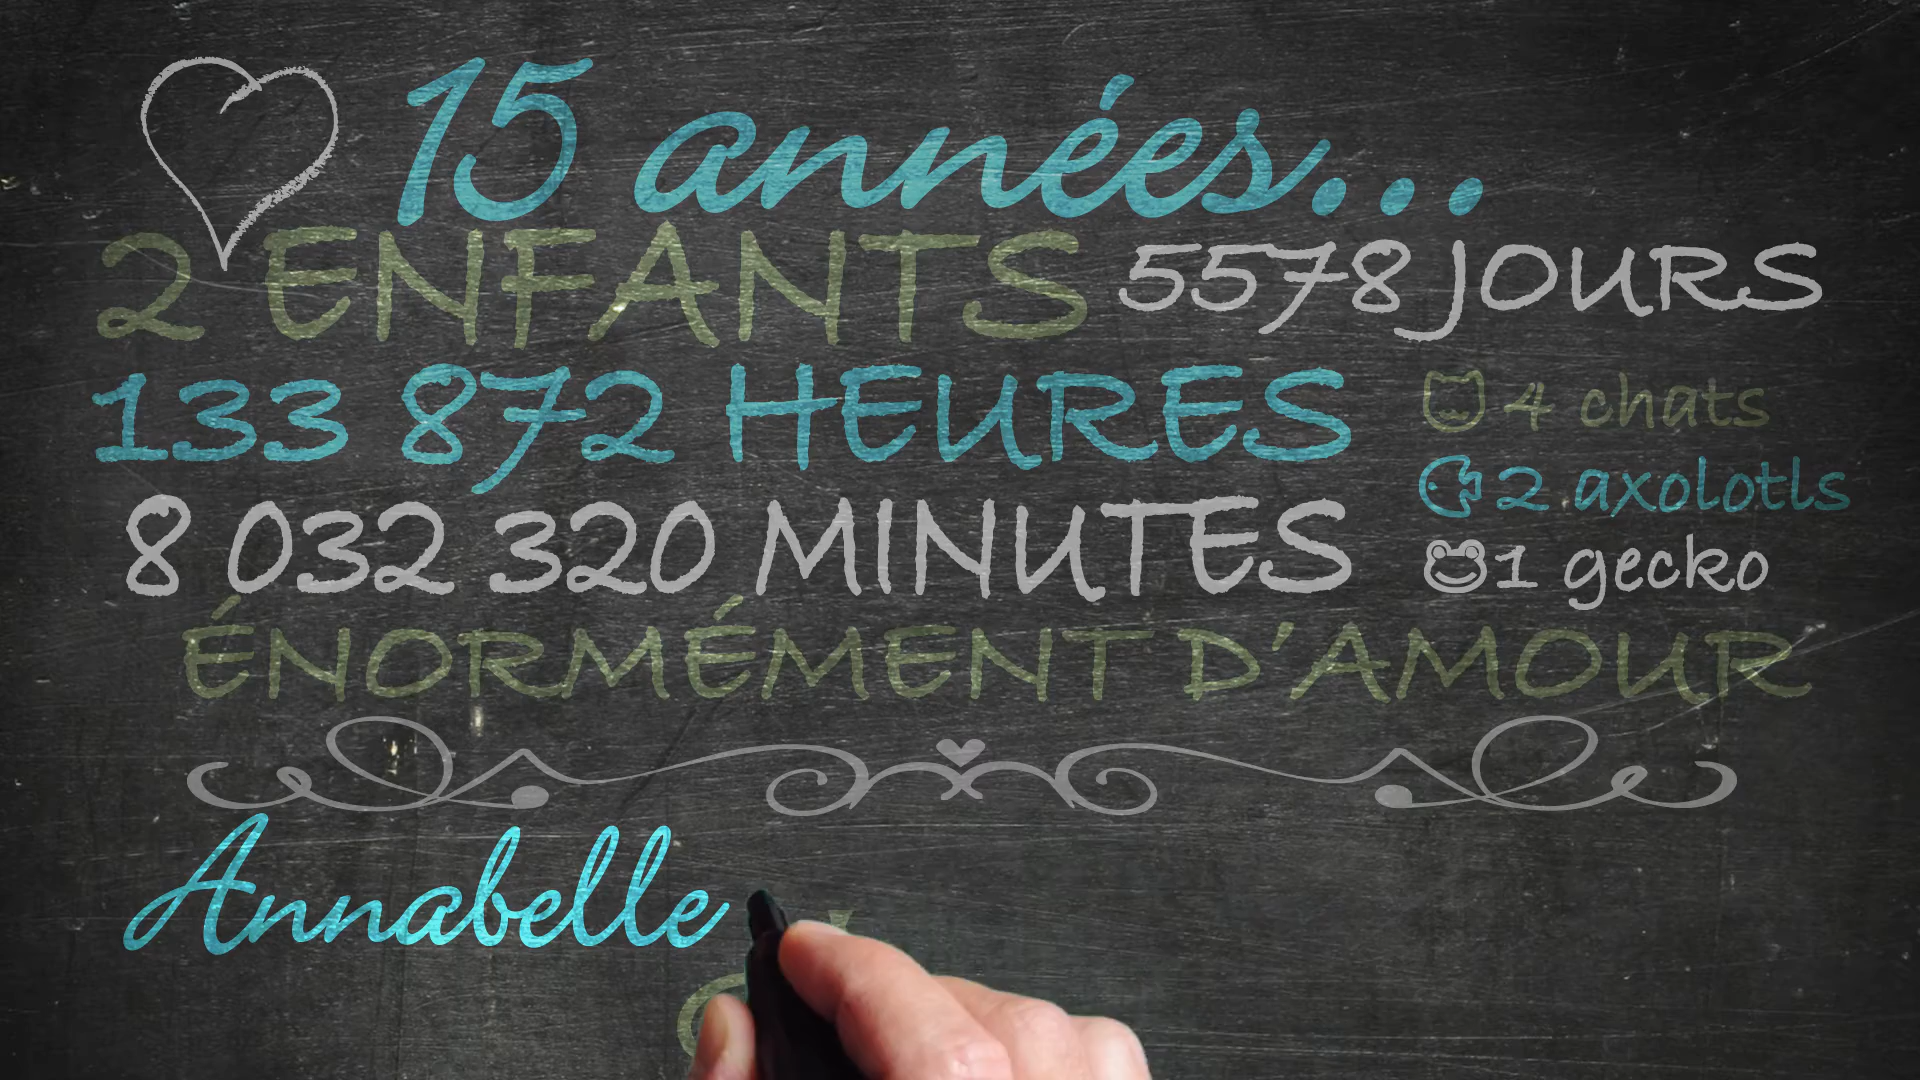 15 années...
2 ENFANTS 5578 JOURS
133 872 HEURES
4 chats
2 axolotls
8 032 320 MINUTES
1 gecko
ÉNORMÉMENT D'AMOUR
Annabelle